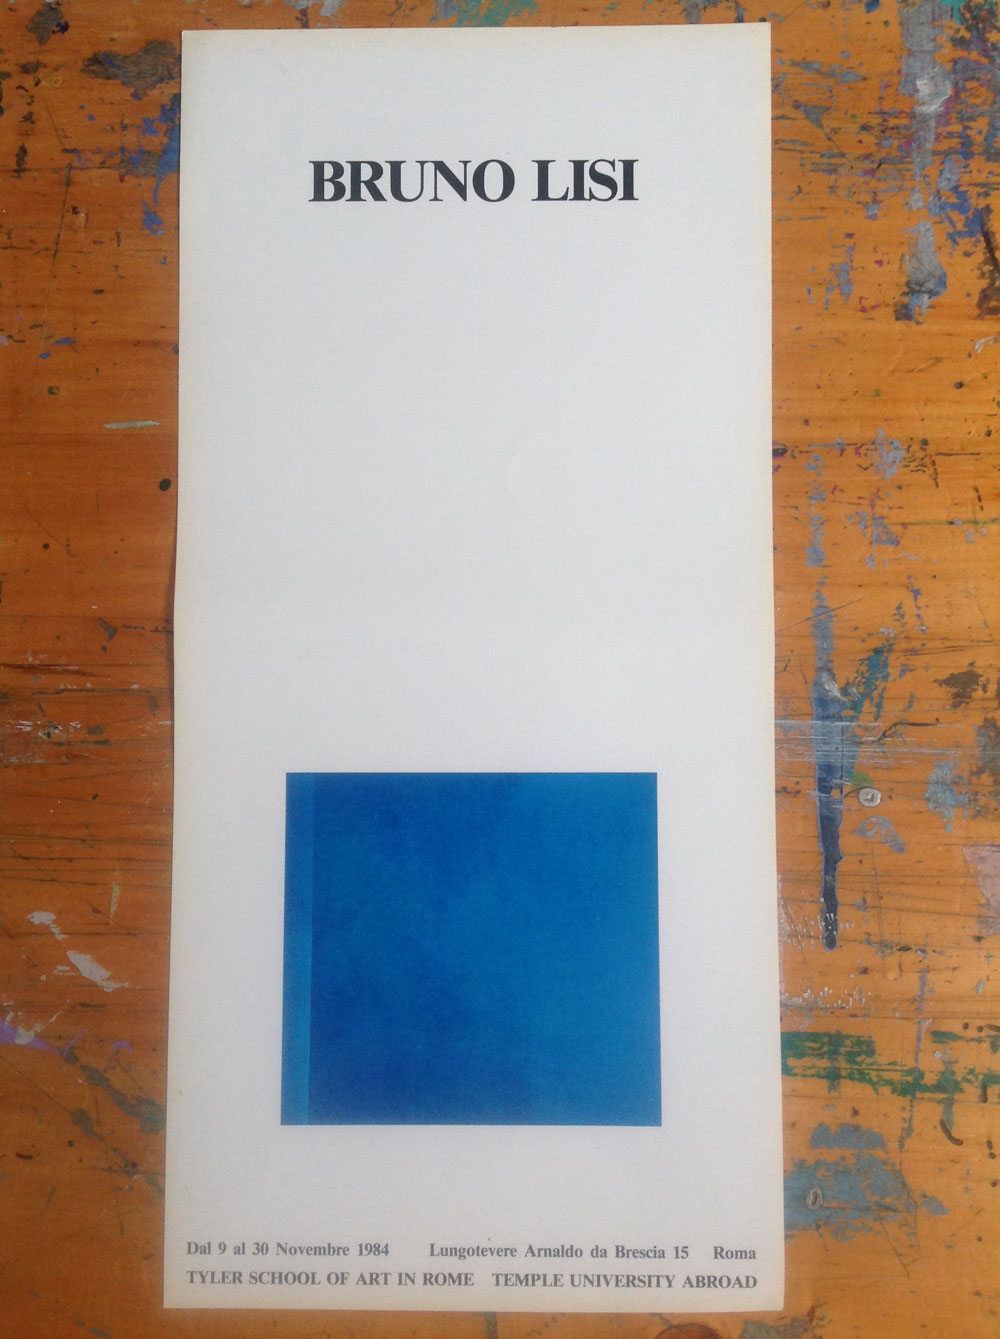 BRUNO LISI
Dal 9 al 30 Novembre 1984 Lungotevere Arnaldo da Brescia 15 Roma
TYLER SCHOOL OF ART IN ROME TEMPLE UNIVERSITY ABROAD